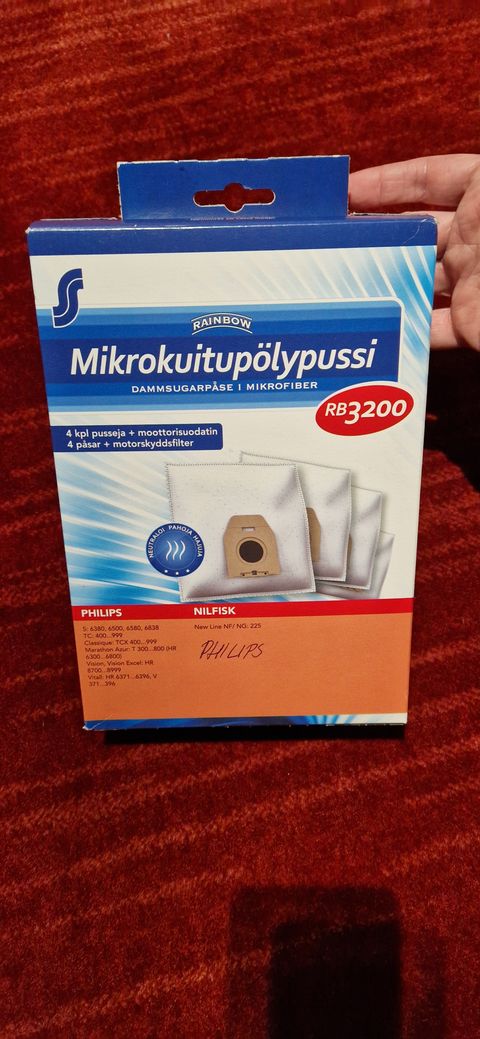 S
RAINBOW
Mikrokuitupölypussi
DAMMSUGARPÅSE I MIKROFIBER
RB3200
4 kpl pusseja + moottorisuodatin
4 påsar + motorskyddsfilter
NEUTRALOI PAHOJA HAJUJA
PHILIPS
S: 6380, 6500, 6580, 6838
TC: 400...999
Classique: TCX 400...999
Marathon Azur: T 300...800 (HR
6300...6800)
Vision, Vision Excel: HR
8700...8999
Vitall: HR 6371...6396, V
371...396
NILFISK
New Line NF/ NG: 225
PHILIPS